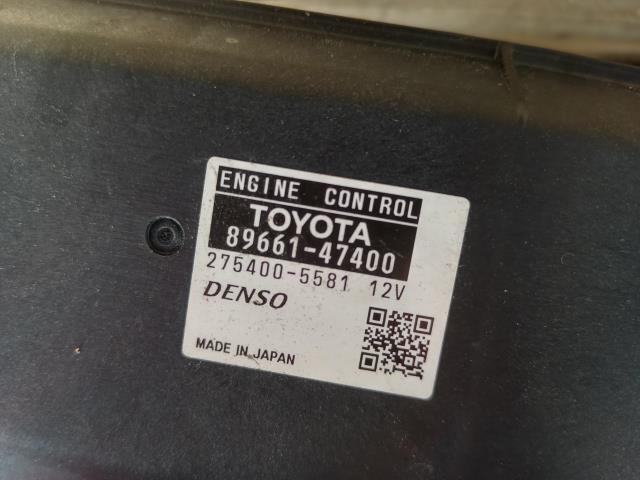 ENGINE CONTROL
TOYOTA
89661-47400
275400-5581 12V
DENSO
MADE IN JAPAN